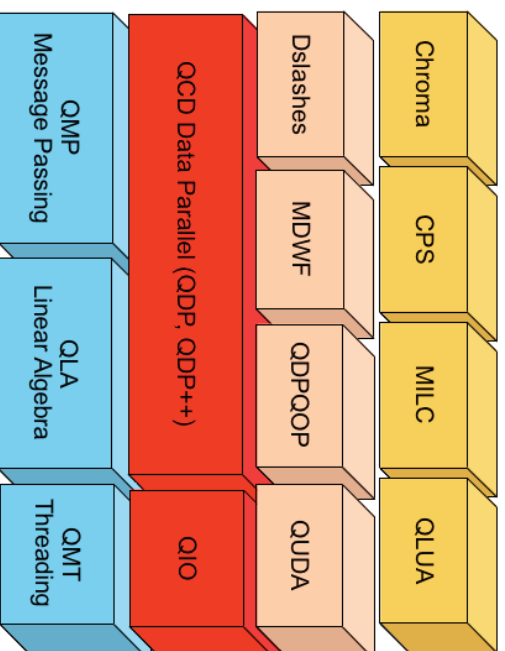 Chroma
CPS
MILC
QLUA
Dslashes
MDWF
QDPQOP
QUDA
QCD Data Parallel (QDP, QDP++)
QIO
QMP
Message Passing
QLA
Linear Algebra
QMT
Threading